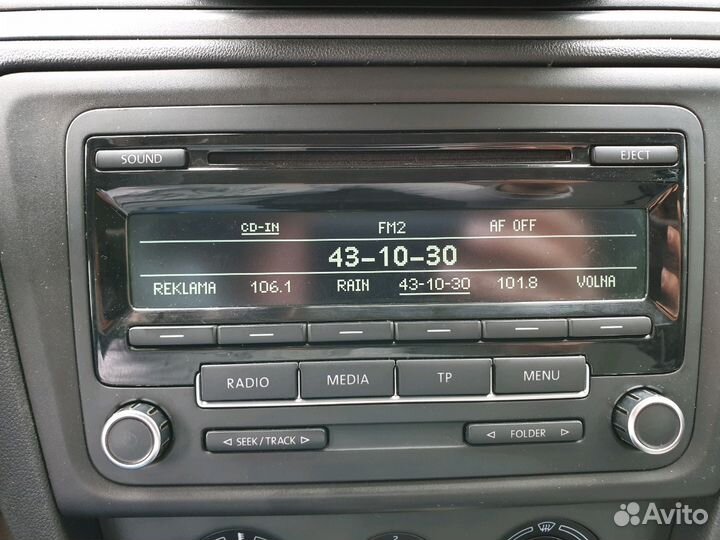 SOUND EJECT
CD-IN FM2 AF OFF
43-10-30
REKLAMA 106.1 RAIN 43-10-30 101.8 VOLNA
RADIO MEDIA TP MENU
◁ SEEK/TRACK ▷ ◁ FOLDER ▷
Avito